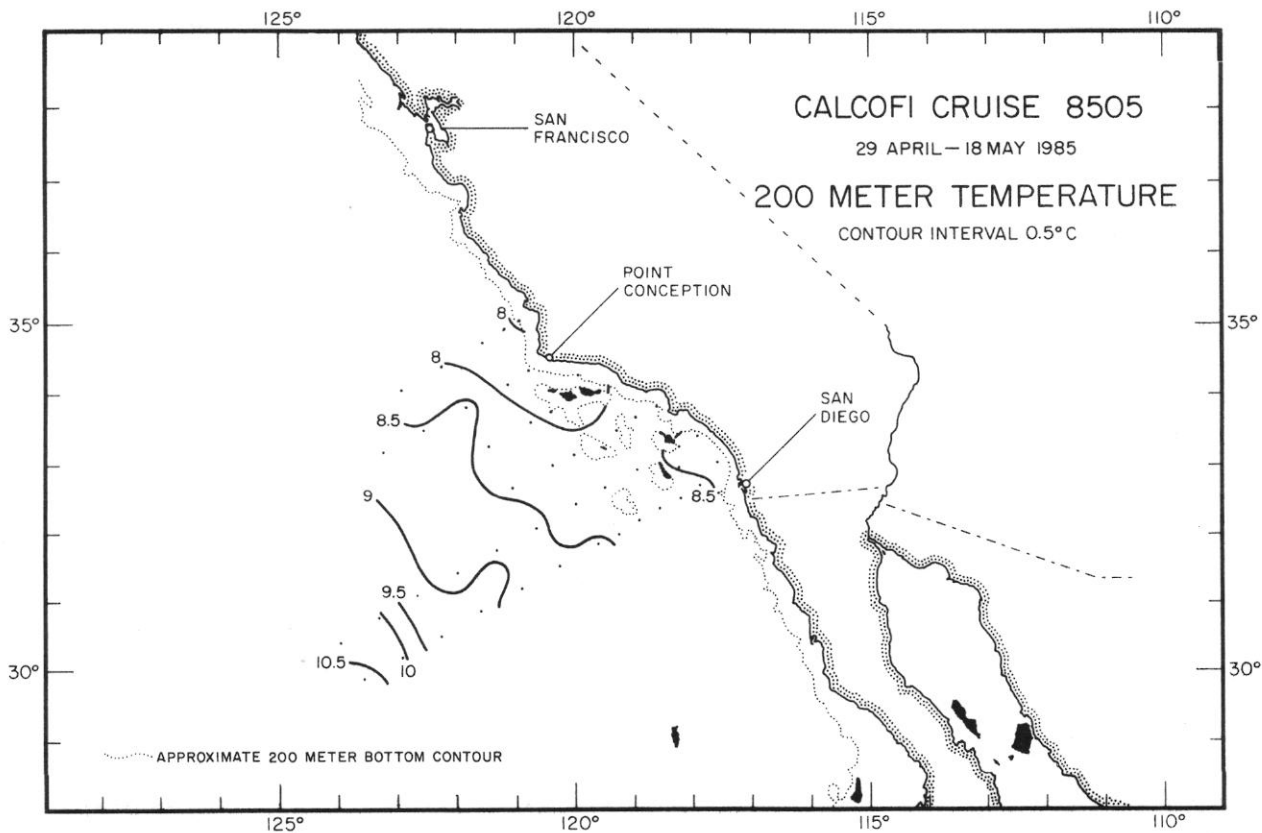 125° 120° 115° 110°
CALCOFI CRUISE 8505
29 APRIL — 18 MAY 1985
200 METER TEMPERATURE
CONTOUR INTERVAL 0.5°C
SAN
FRANCISCO
POINT
CONCEPTION
35° 35°
8
8
8.5
SAN
DIEGO
8.5
9
9.5
10
10.5
30° 30°
APPROXIMATE 200 METER BOTTOM CONTOUR
125° 120° 115° 110°